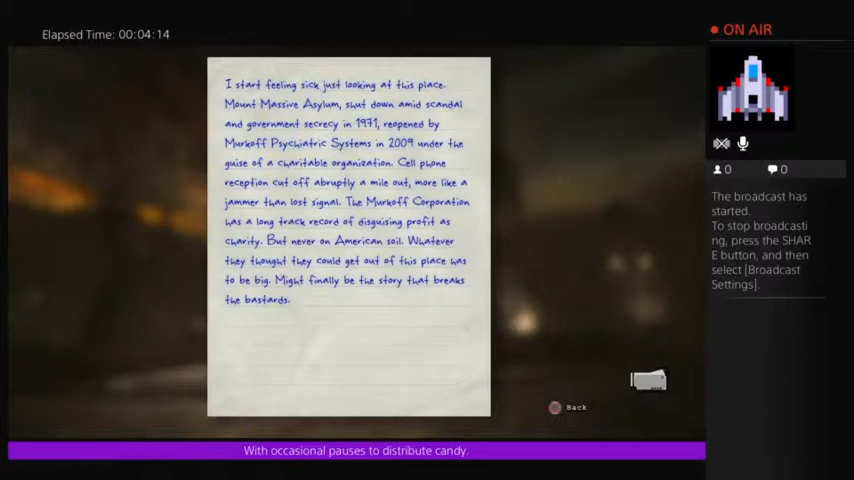 Elapsed Time: 00:04:14
I start feeling sick just looking at this place.
Mount Massive Asylum, shut down amid scandal
and government secrecy in 1971, reopened by
Murkoff Psychiatric Systems in 2009 under the
guise of a charitable organization. Cell phone
reception cut off abruptly a mile out, more like a
jammer than lost signal. The Murkoff Corporation
has a long track record of disguising profit as
charity. But never on American soil. Whatever
they thought they could get out of this place has
to be big. Might finally be the story that breaks
the bastards.
Back
With occasional pauses to distribute candy.
ON AIR
0
0
The broadcast has
started.
To stop broadcasti
ng, press the SHAR
E button, and then
select [Broadcast
Settings].